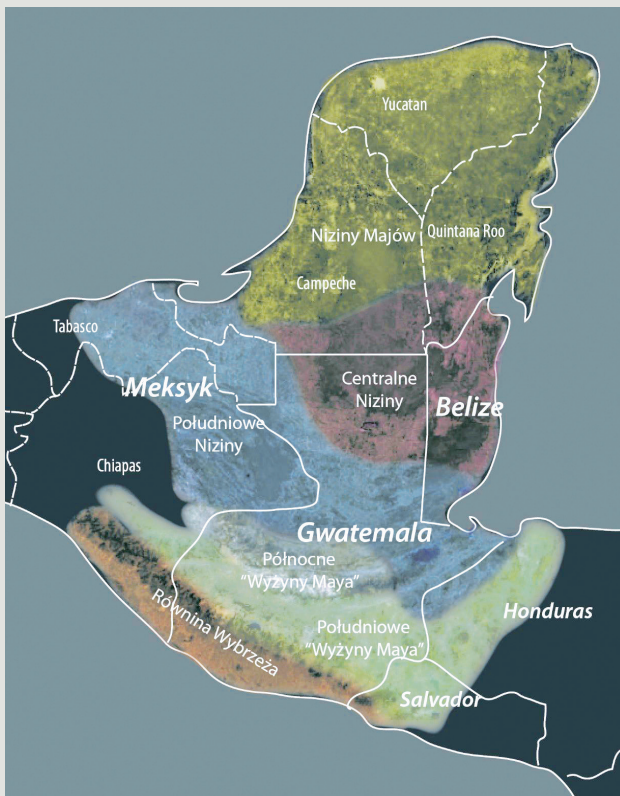 Yucatan
Niziny Majów
Quintana Roo
Campeche
Tabasco
Meksyk
Centralne
Niziny
Belize
Południowe
Niziny
Chiapas
Gwatemala
Północne
"Wyżyny Maya"
Równina Wybrzeża
Południowe
"Wyżyny Maya"
Honduras
Salvador